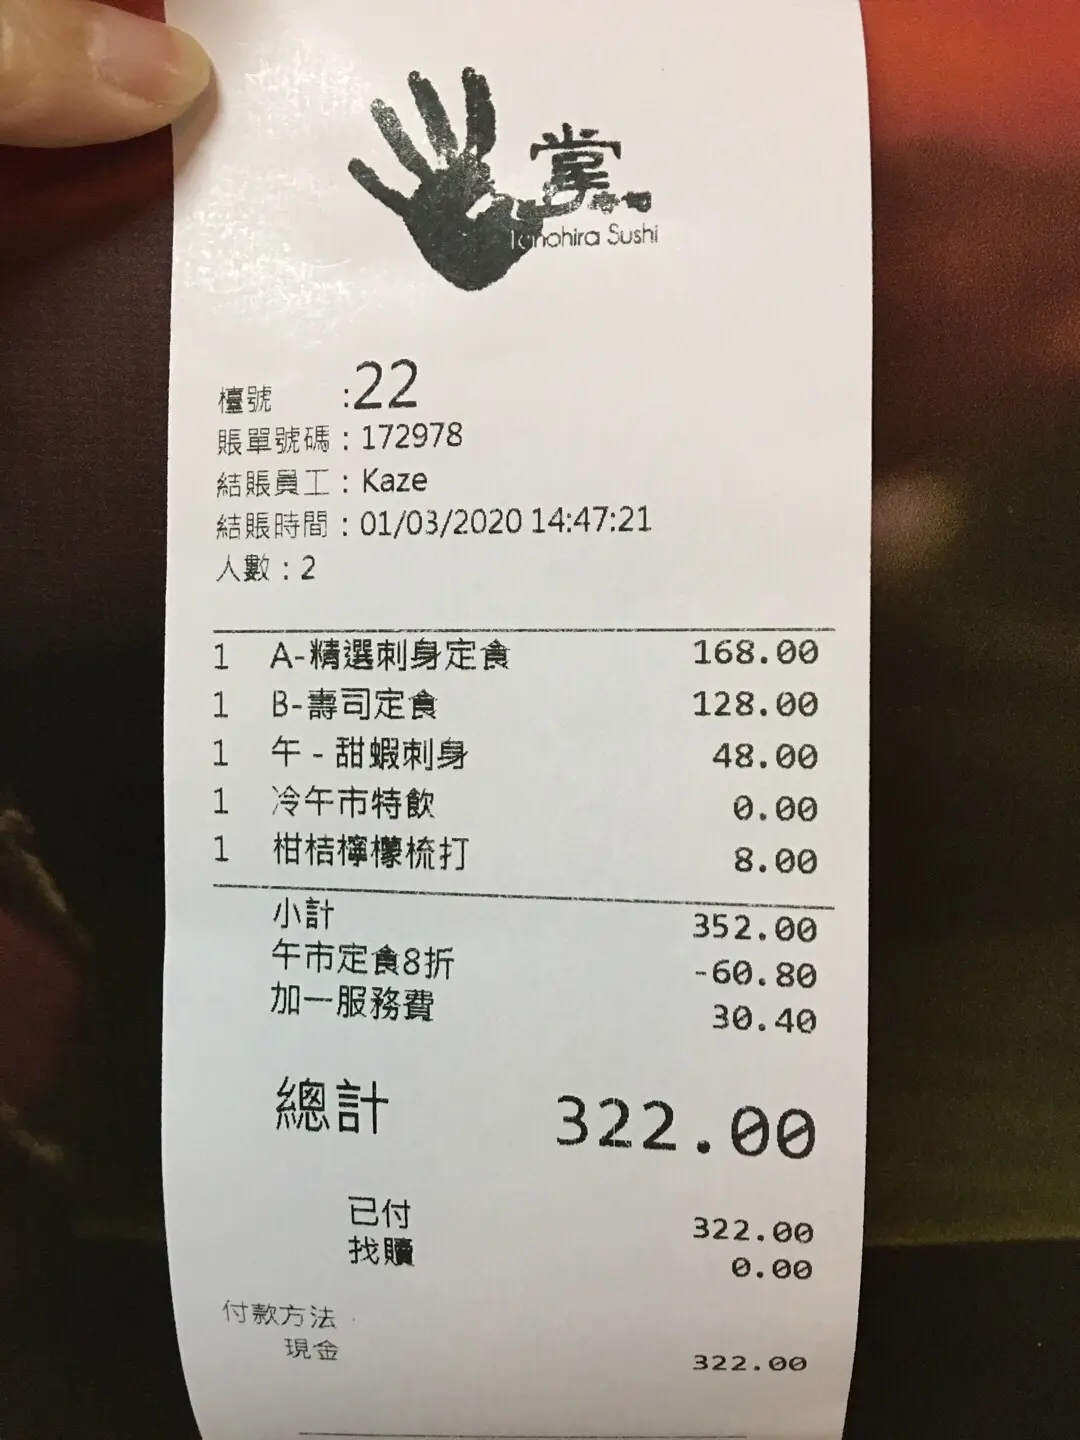 掌
Tanohira Sushi
檯號 :22
賬單號碼 : 172978
結賬員工 : Kaze
結賬時間 : 01/03/2020 14:47:21
人數 : 2
1 A-精選刺身定食 168.00
1 B-壽司定食 128.00
1 午 - 甜蝦刺身 48.00
1 冷午市特飲 0.00
1 柑桔檸檬梳打 8.00
小計 352.00
午市定食8折 -60.80
加一服務費 30.40
總計 322.00
已付 322.00
找贖 0.00
付款方法
現金 322.00